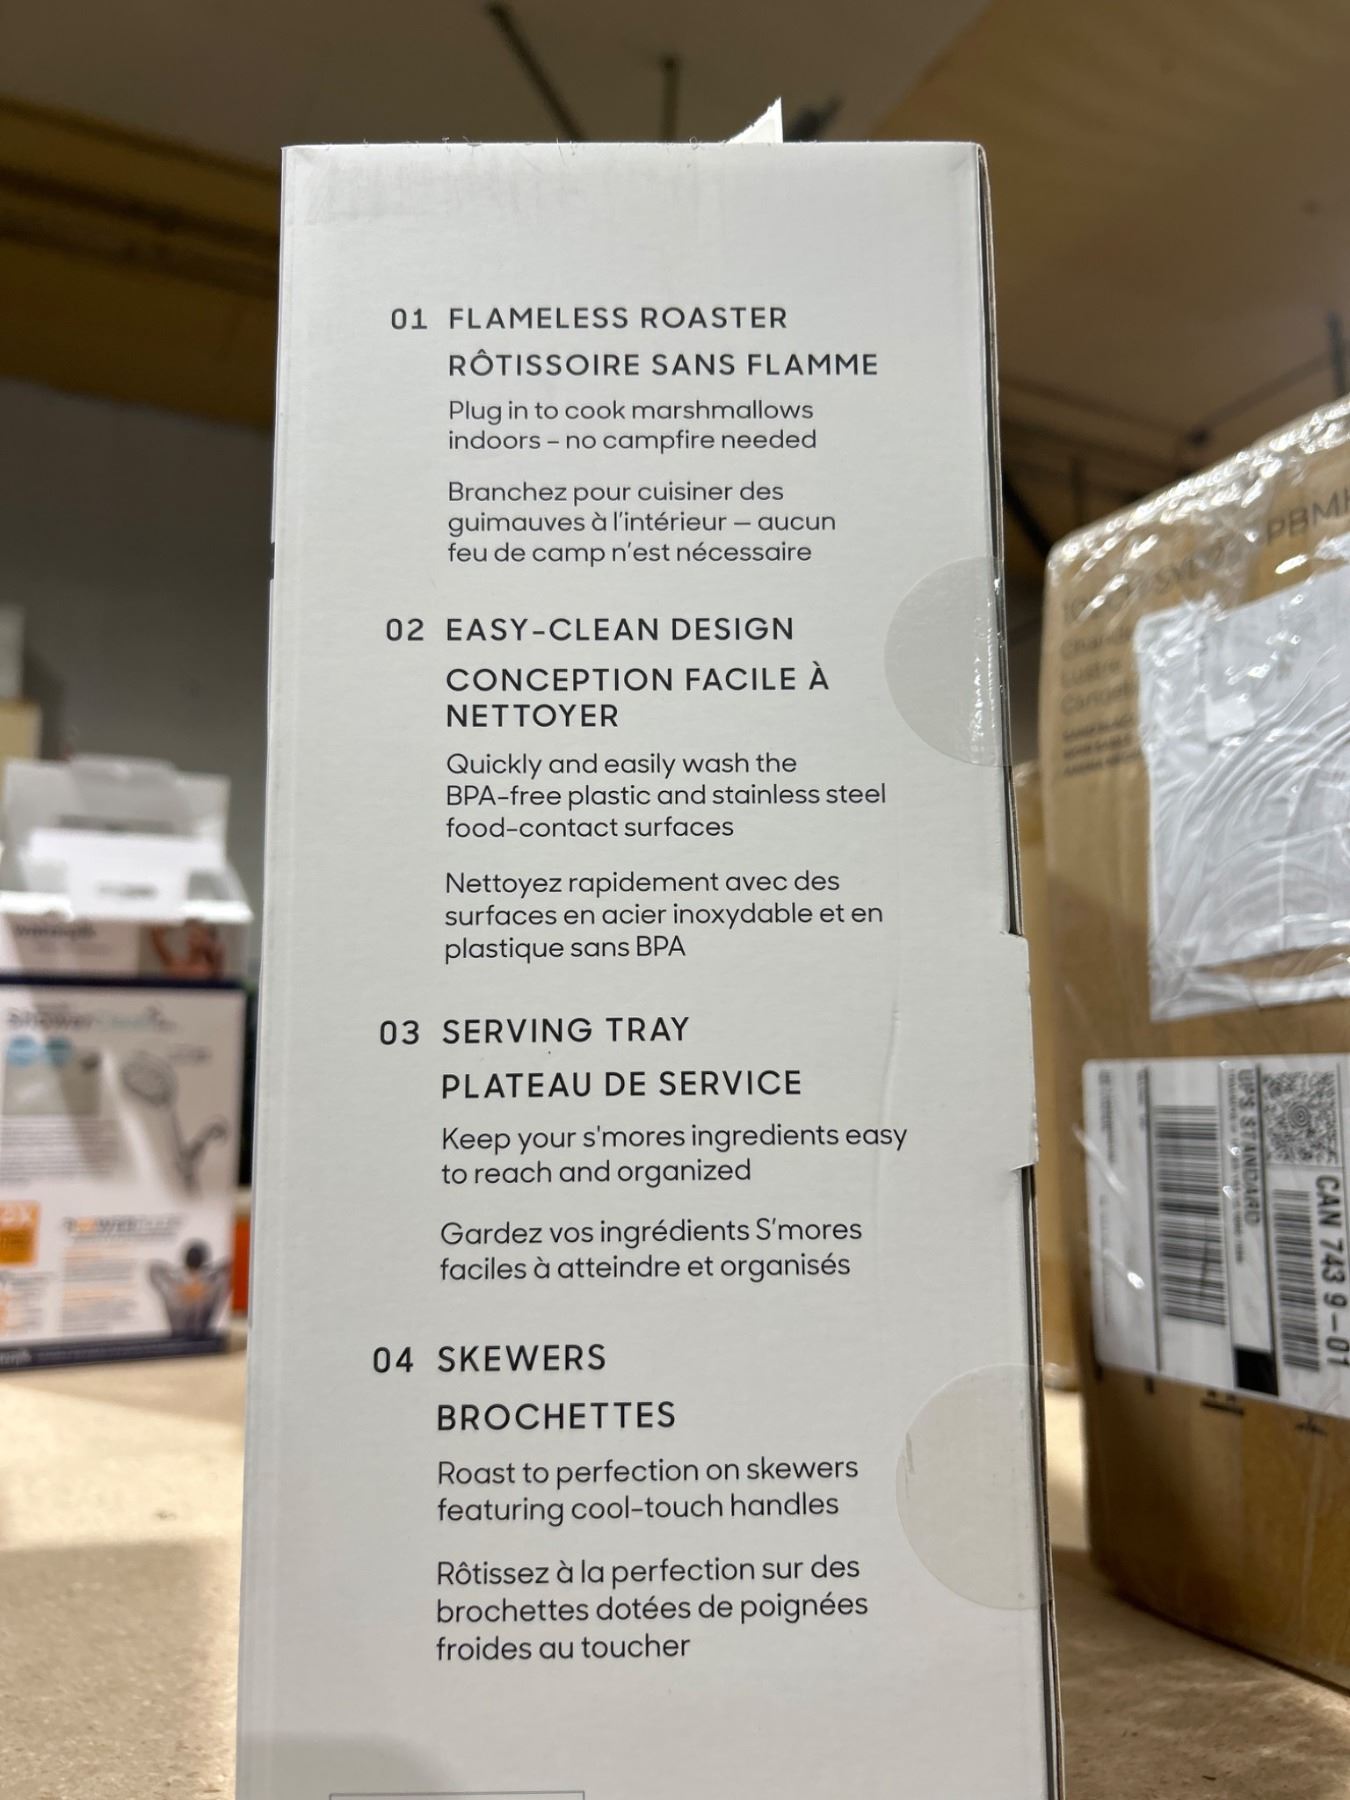 01 FLAMELESS ROASTER
RÔTISSOIRE SANS FLAMME
Plug in to cook marshmallows
indoors – no campfire needed
Branchez pour cuisiner des
guimauves à l'intérieur — aucun
feu de camp n'est nécessaire
02 EASY-CLEAN DESIGN
CONCEPTION FACILE À
NETTOYER
Quickly and easily wash the
BPA-free plastic and stainless steel
food-contact surfaces
Nettoyez rapidement avec des
surfaces en acier inoxydable et en
plastique sans BPA
03 SERVING TRAY
PLATEAU DE SERVICE
Keep your s'mores ingredients easy
to reach and organized
Gardez vos ingrédients S'mores
faciles à atteindre et organisés
04 SKEWERS
BROCHETTES
Roast to perfection on skewers
featuring cool-touch handles
Rôtissez à la perfection sur des
brochettes dotées de poignées
froides au toucher
UPS STANDARD
CAN 743 9-01